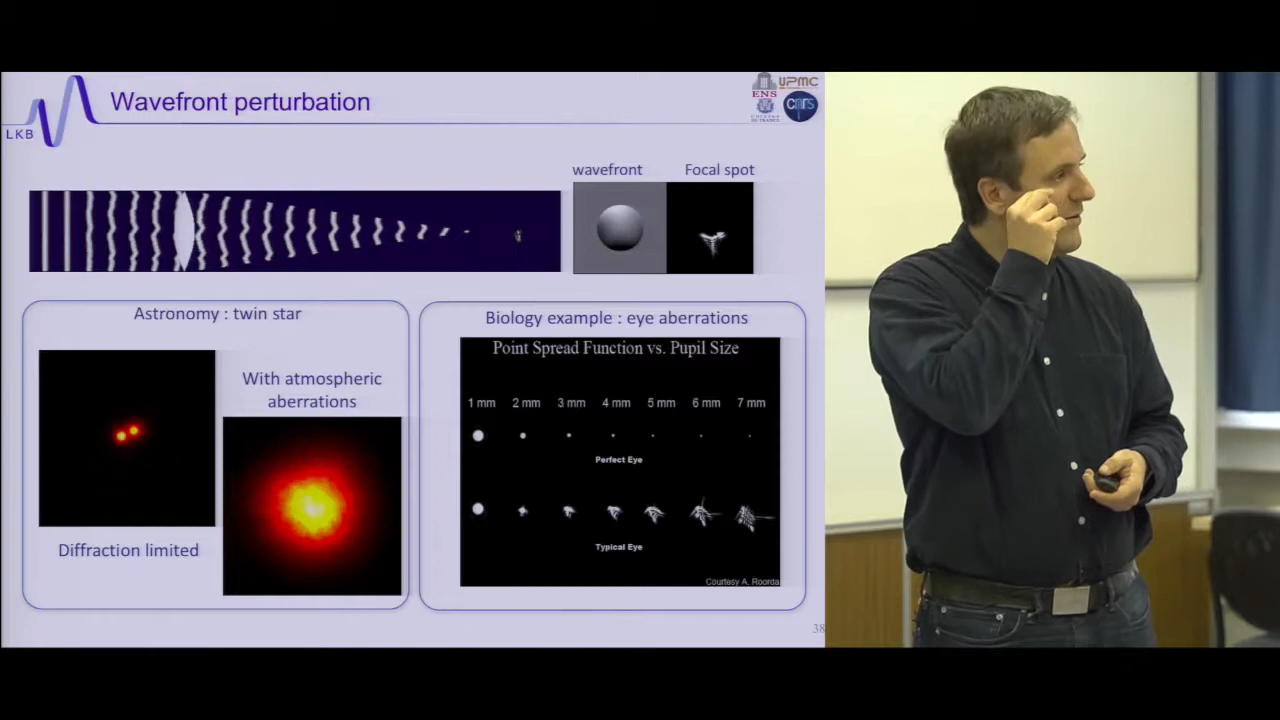 Wavefront perturbation
LKB
UPMC
ENS
cnrs
wavefront
Focal spot
Astronomy : twin star
With atmospheric
aberrations
Diffraction limited
Biology example : eye aberrations
Point Spread Function vs. Pupil Size
1 mm 2 mm 3 mm 4 mm 5 mm 6 mm 7 mm
Perfect Eye
Typical Eye
Courtesy A. Roorda
38